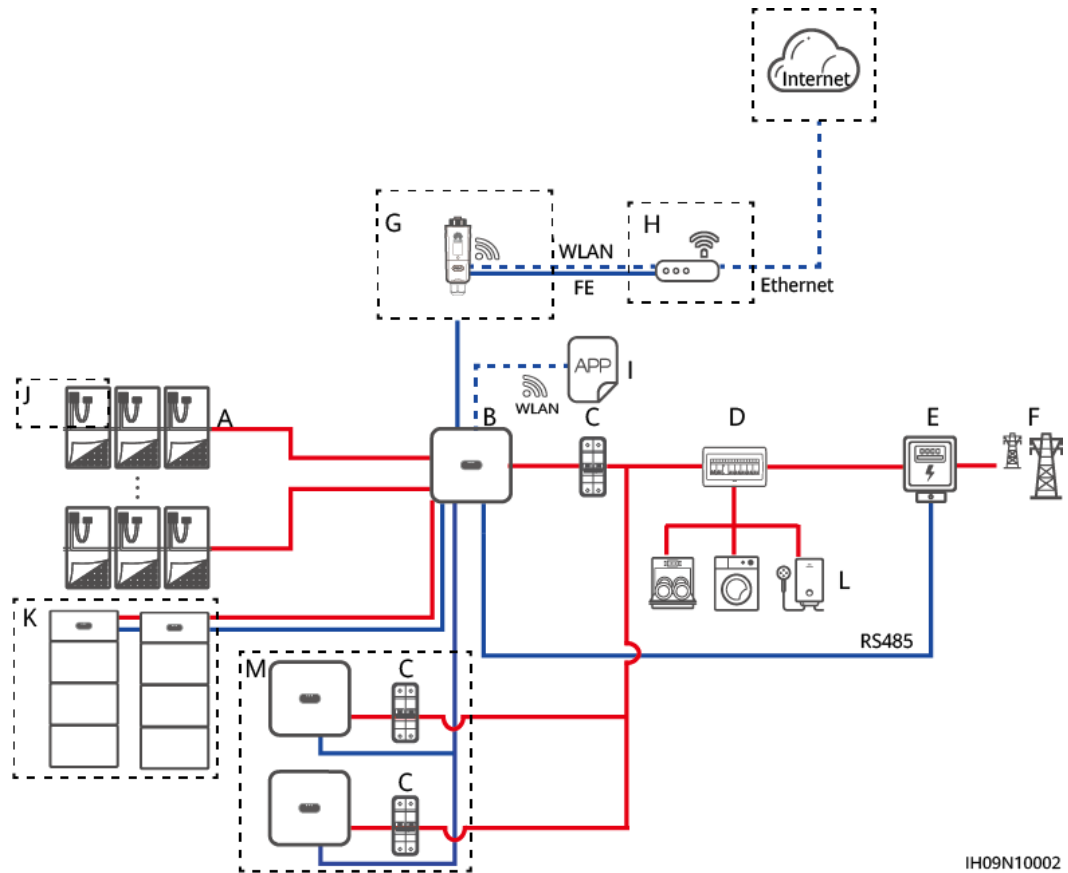 Internet
G
H
WLAN
FE
Ethernet
APP
I
WLAN
J
A
B
C
D
E
F
L
K
RS485
M
C
C
IH09N10002